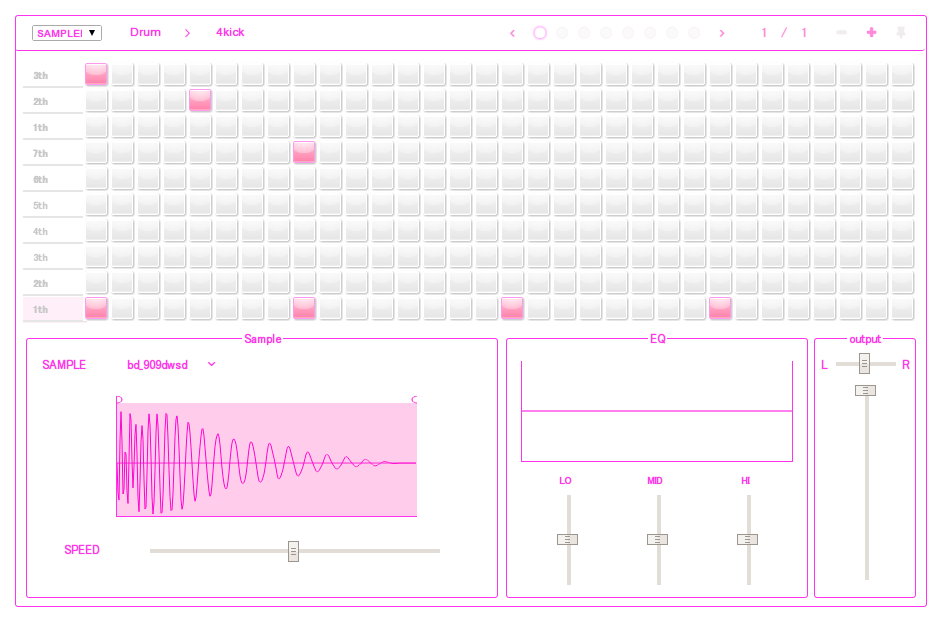 SAMPLE ▼ Drum > 4kick < > 1 / 1
3th
2th
1th
7th
6th
5th
4th
3th
2th
1th
Sample
SAMPLE bd_909dwsd
SPEED
EQ
LO MID HI
output
L R